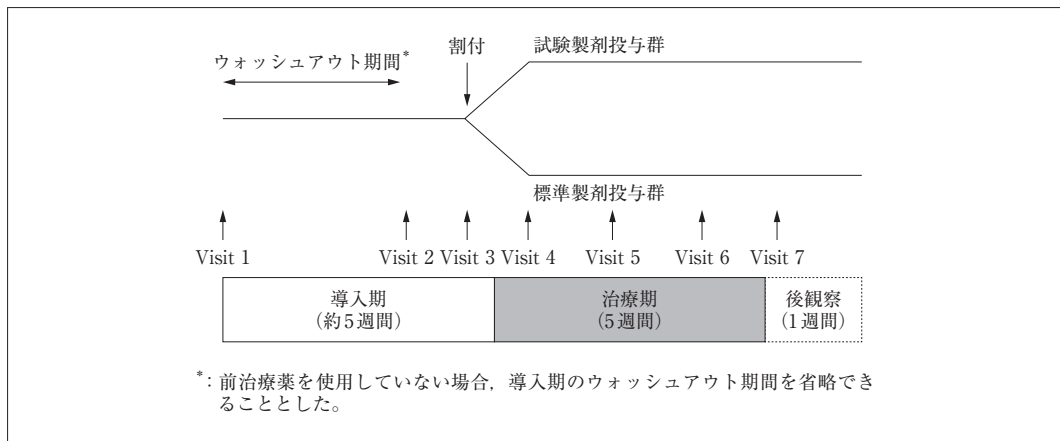 割付
試験製剤投与群
ウォッシュアウト期間*
標準製剤投与群
Visit 1 Visit 2 Visit 3 Visit 4 Visit 5 Visit 6 Visit 7
導入期 治療期 後観察
(約5週間) (5週間) (1週間)
*: 前治療薬を使用していない場合,導入期のウォッシュアウト期間を省略でき
ることとした。